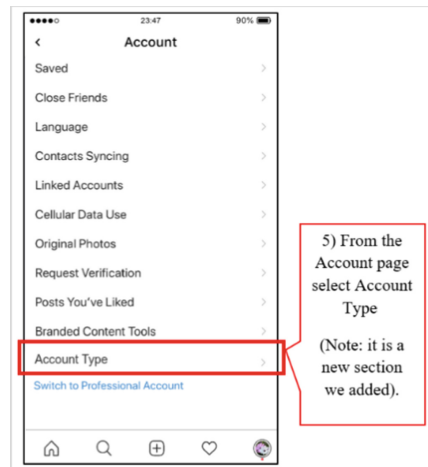 23:47
90%
Account
Saved
Close Friends
Language
Contacts Syncing
Linked Accounts
Cellular Data Use
Original Photos
Request Verification
Posts You've Liked
Branded Content Tools
Account Type
Switch to Professional Account
5) From the
Account page
select Account
Type
(Note: it is a
new section
we added).